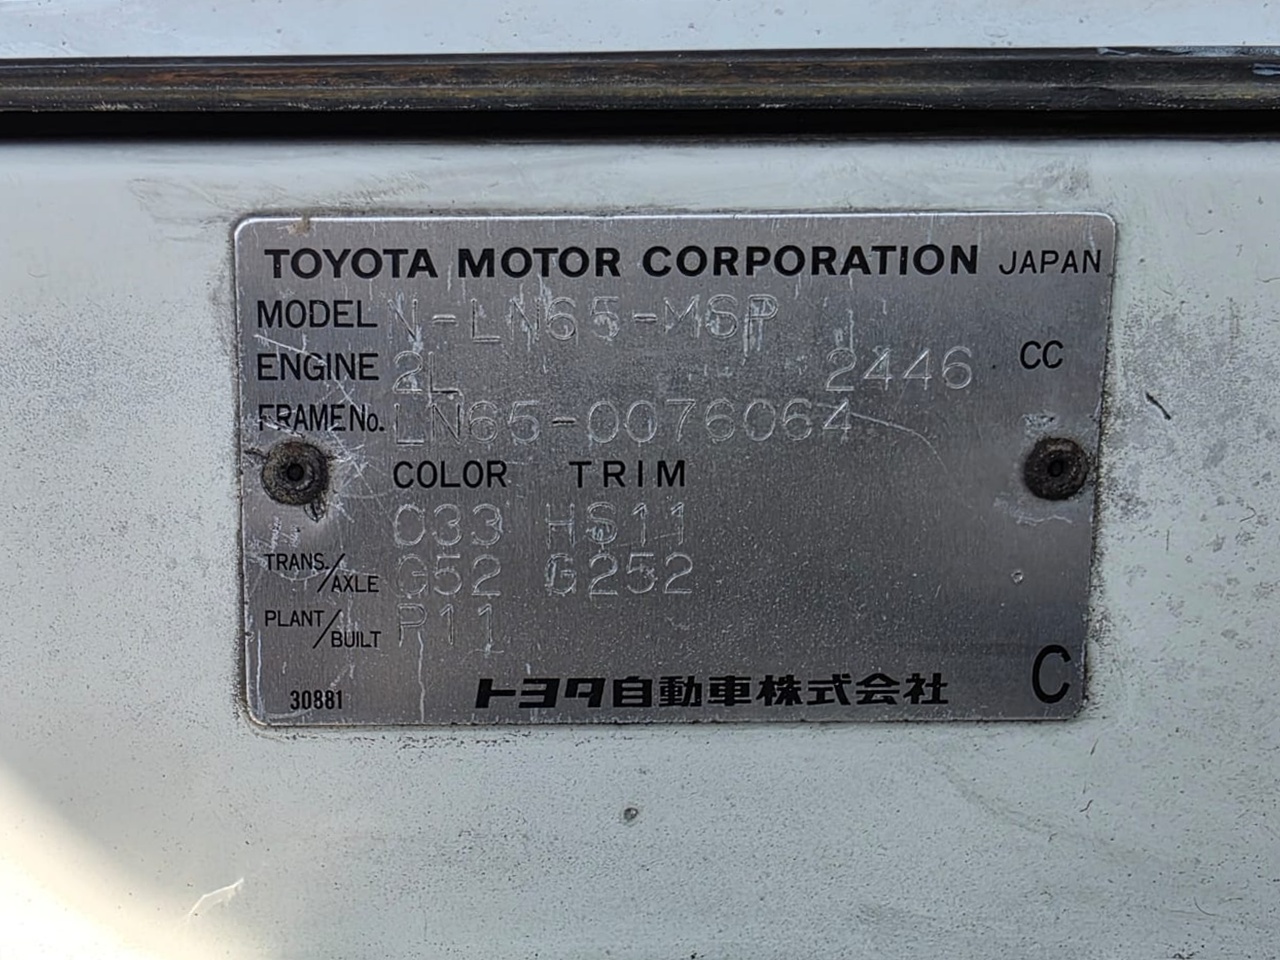 TOYOTA MOTOR CORPORATION JAPAN
MODEL N-LN65-MSP
ENGINE 2L 2446 CC
FRAME No. LN65-0076064
COLOR TRIM
033 HS11
TRANS./AXLE G52 G252
PLANT/BUILT P11
30881 トヨタ自動車株式会社 C